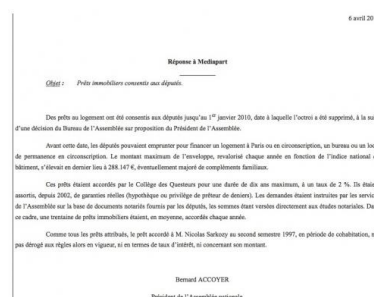 6 avril 20
Réponse à Mediapart
Objet : Prêts immobiliers consentis aux députés.
Des prêts au logement ont été consentis aux députés jusqu'au 1er janvier 2010, date à laquelle l'octroi a été supprimé, à la su
d'une décision du Bureau de l'Assemblée sur proposition du Président de l'Assemblée.
Avant cette date, les députés pouvaient emprunter pour financer un logement à Paris ou en circonscription, un bureau ou un loc
de permanence en circonscription. Le montant maximum de l'enveloppe, revalorisé chaque année en fonction de l'indice national d
bâtiment, s'élevait en dernier lieu à 288.147 €, éventuellement majoré de compléments familiaux.
Ces prêts étaient accordés par le Collège des Questeurs pour une durée de dix ans maximum, à un taux de 2 %. Ils étaie
assortis, depuis 2002, de garanties réelles (hypothèque ou privilège de prêteur de deniers). Les demandes étaient instruites par les servic
de l'Assemblée sur la base de documents notariés fournis par les députés, les sommes étant versées directement aux études notariales. Da
ce cadre, une trentaine de prêts immobiliers étaient, en moyenne, accordés chaque année.
Comme tous les prêts attribués, le prêt accordé à M. Nicolas Sarkozy au second semestre 1997, en période de cohabitation, n
pas dérogé aux règles alors en vigueur, ni en termes de taux d'intérêt, ni concernant son montant.
Bernard ACCOYER
Président de l'Assemblée nationale